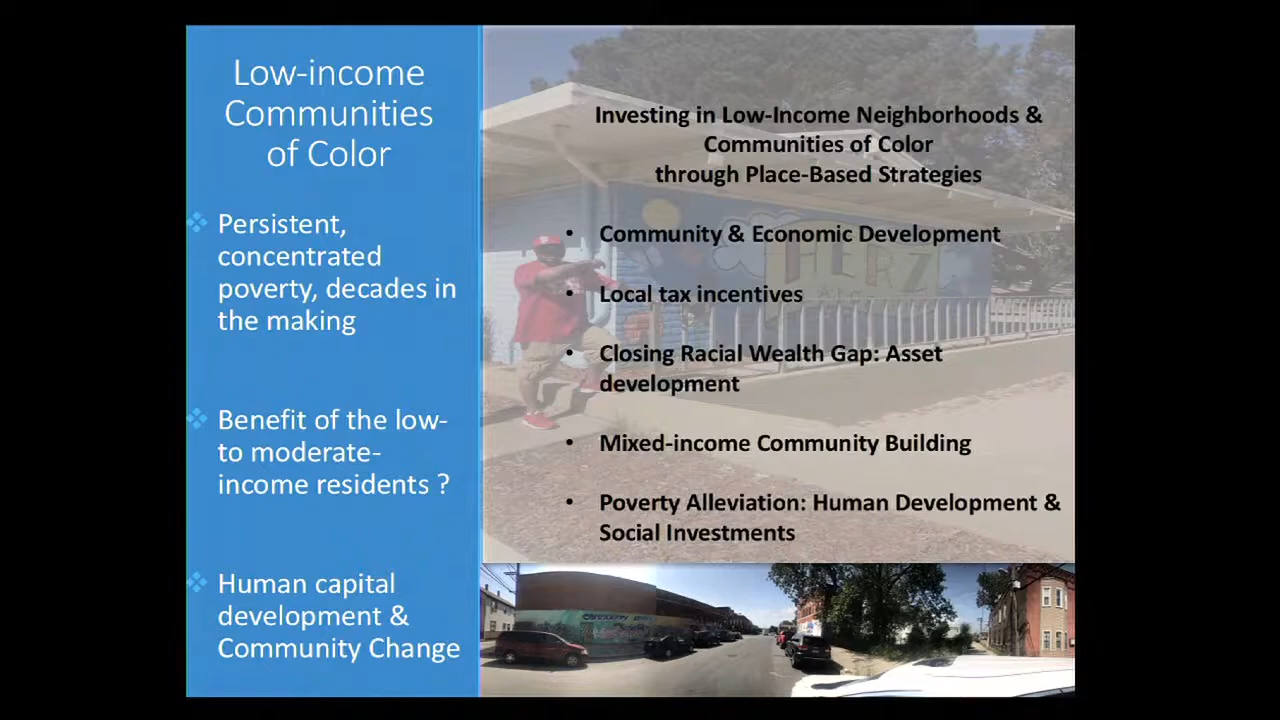 Low-income
Communities
of Color
Persistent,
concentrated
poverty, decades in
the making
Benefit of the low-
to moderate-
income residents ?
Human capital
development &
Community Change
Investing in Low-Income Neighborhoods &
Communities of Color
through Place-Based Strategies
• Community & Economic Development
• Local tax incentives
• Closing Racial Wealth Gap: Asset
development
• Mixed-income Community Building
• Poverty Alleviation: Human Development &
Social Investments